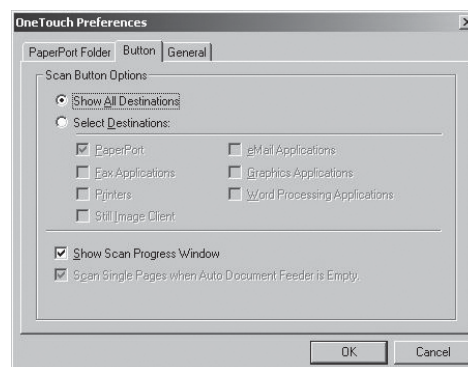 OneTouch Preferences
PaperPort Folder Button General
Scan Button Options
Show All Destinations
Select Destinations:
PaperPort eMail Applications
Fax Applications Graphics Applications
Printers Word Processing Applications
Still Image Client
Show Scan Progress Window
Scan Single Pages when Auto Document Feeder is Empty.
OK Cancel